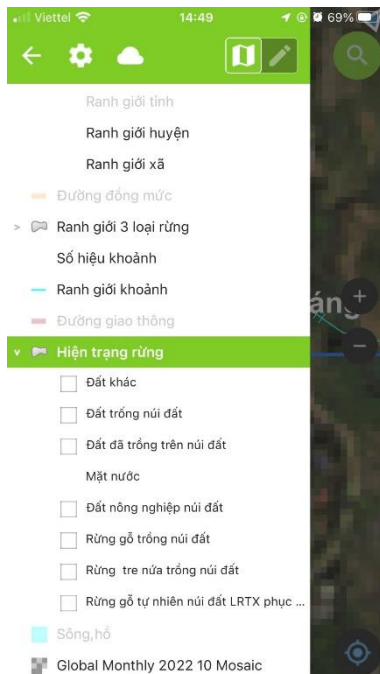 Viettel 14:49 69%
Ranh giới tỉnh
Ranh giới huyện
Ranh giới xã
Đường đồng mức
> Ranh giới 3 loại rừng
Số hiệu khoảnh
Ranh giới khoảnh
Đường giao thông
v Hiện trạng rừng
Đất khác
Đất trống núi đất
Đất đã trồng trên núi đất
Mặt nước
Đất nông nghiệp núi đất
Rừng gỗ trồng núi đất
Rừng tre nứa trồng núi đất
Rừng gỗ tự nhiên núi đất LRTX phục ...
Sông,hồ
Global Monthly 2022 10 Mosaic
áng
+
−